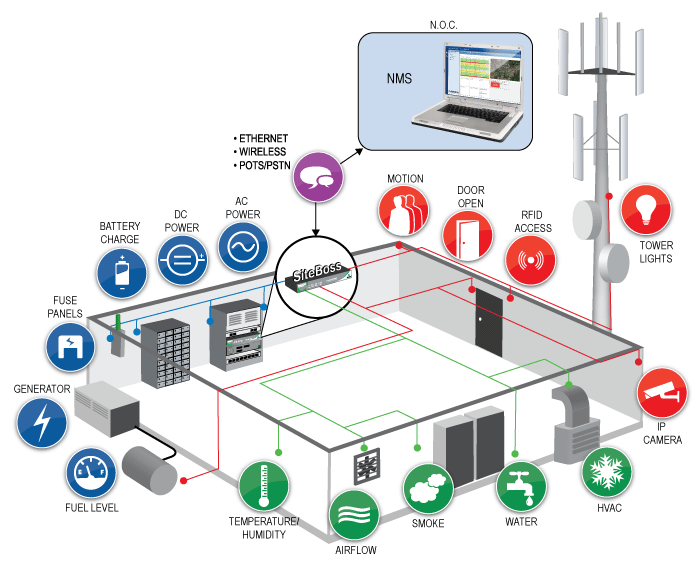 N.O.C.
NMS
• ETHERNET
• WIRELESS
• POTS/PSTN
MOTION
DOOR
OPEN
RFID
ACCESS
TOWER
LIGHTS
AC
POWER
DC
POWER
BATTERY
CHARGE
SiteBoss
FUSE
PANELS
GENERATOR
FUEL LEVEL
IP
CAMERA
TEMPERATURE/
HUMIDITY
AIRFLOW
SMOKE
WATER
HVAC